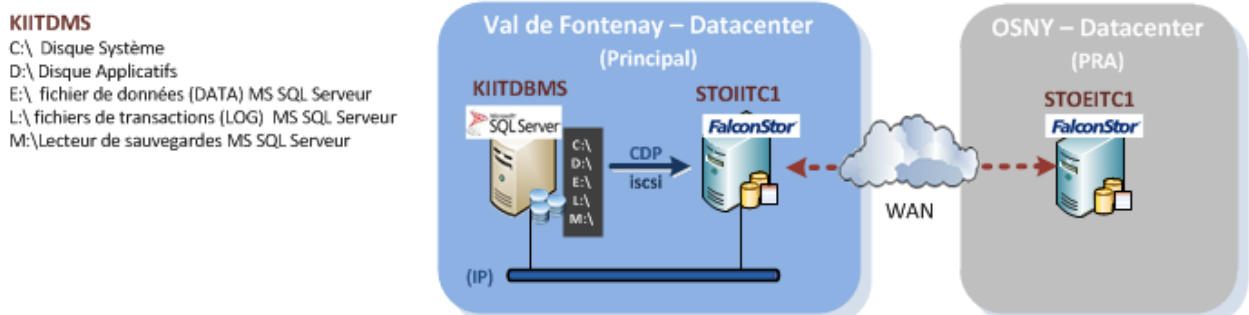 KIITDMS
C:\ Disque Système
D:\ Disque Applicatifs
E:\ fichier de données (DATA) MS SQL Serveur
L:\ fichiers de transactions (LOG) MS SQL Serveur
M:\Lecteur de sauvegardes MS SQL Serveur
Val de Fontenay – Datacenter
(Principal)
KIITDBMS
Microsoft
SQL Server
C:\
D:\
E:\
L:\
M:\
CDP
iscsi
STOIITC1
FalconStor
(IP)
WAN
OSNY – Datacenter
(PRA)
STOEITC1
FalconStor